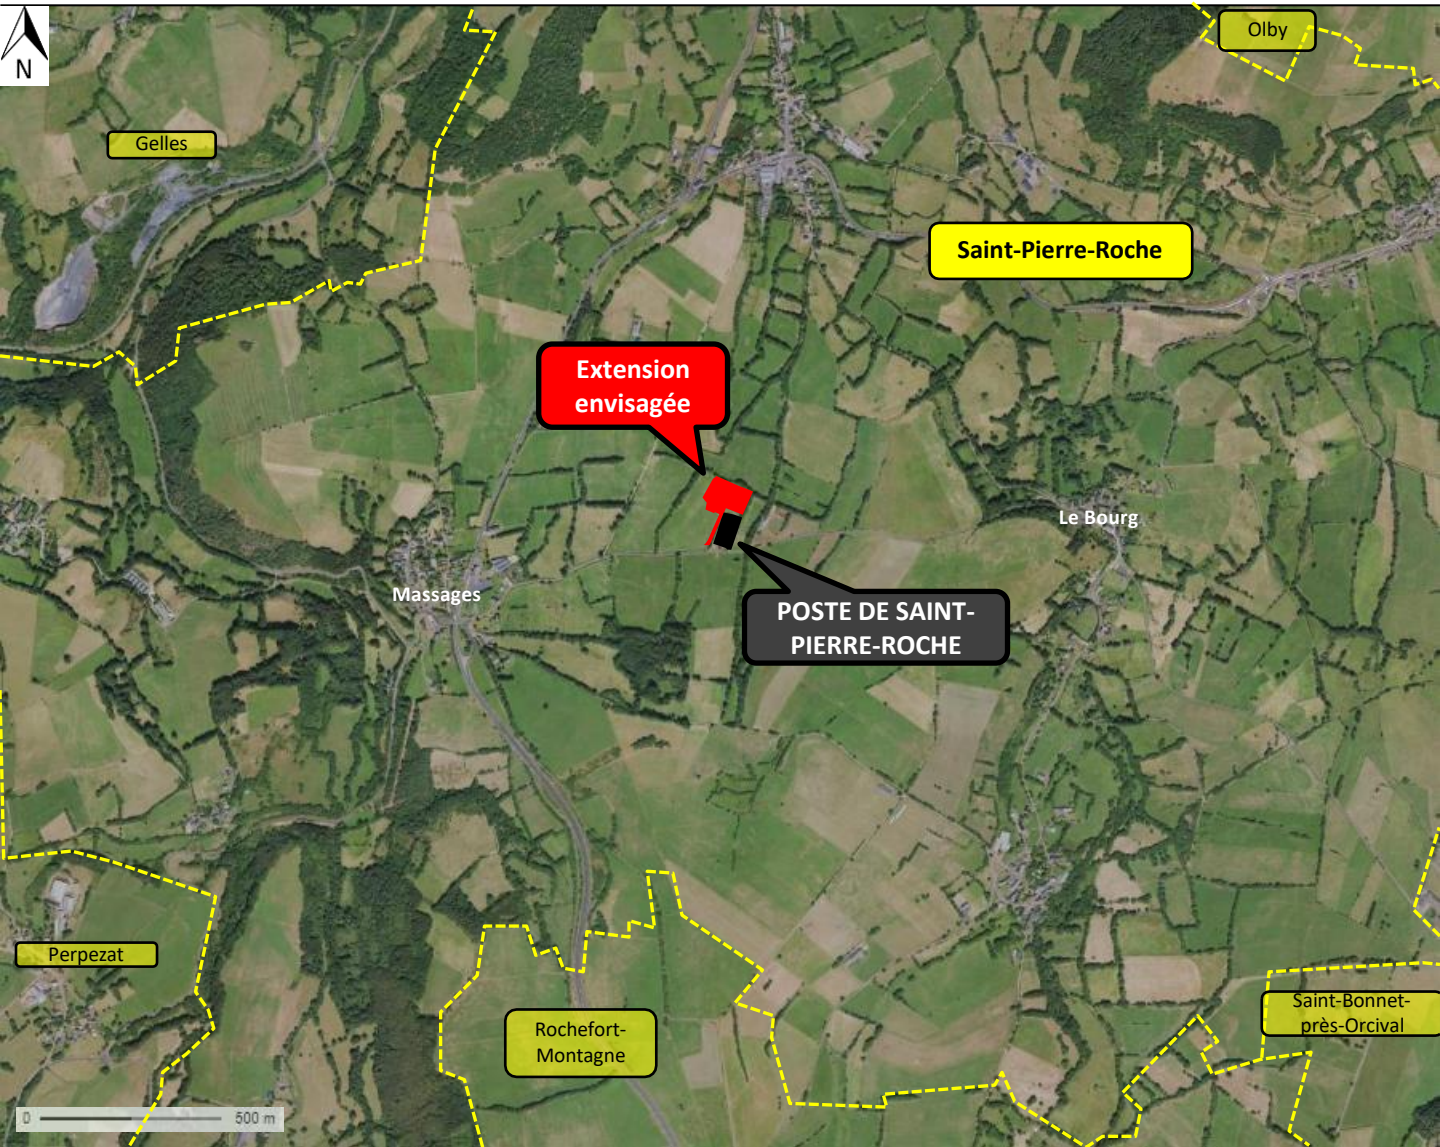 N
Olby
Gelles
Saint-Pierre-Roche
Extension
envisagée
Le Bourg
Massages
POSTE DE SAINT-
PIERRE-ROCHE
Perpezat
Rochefort-
Montagne
Saint-Bonnet-
près-Orcival
0 500 m